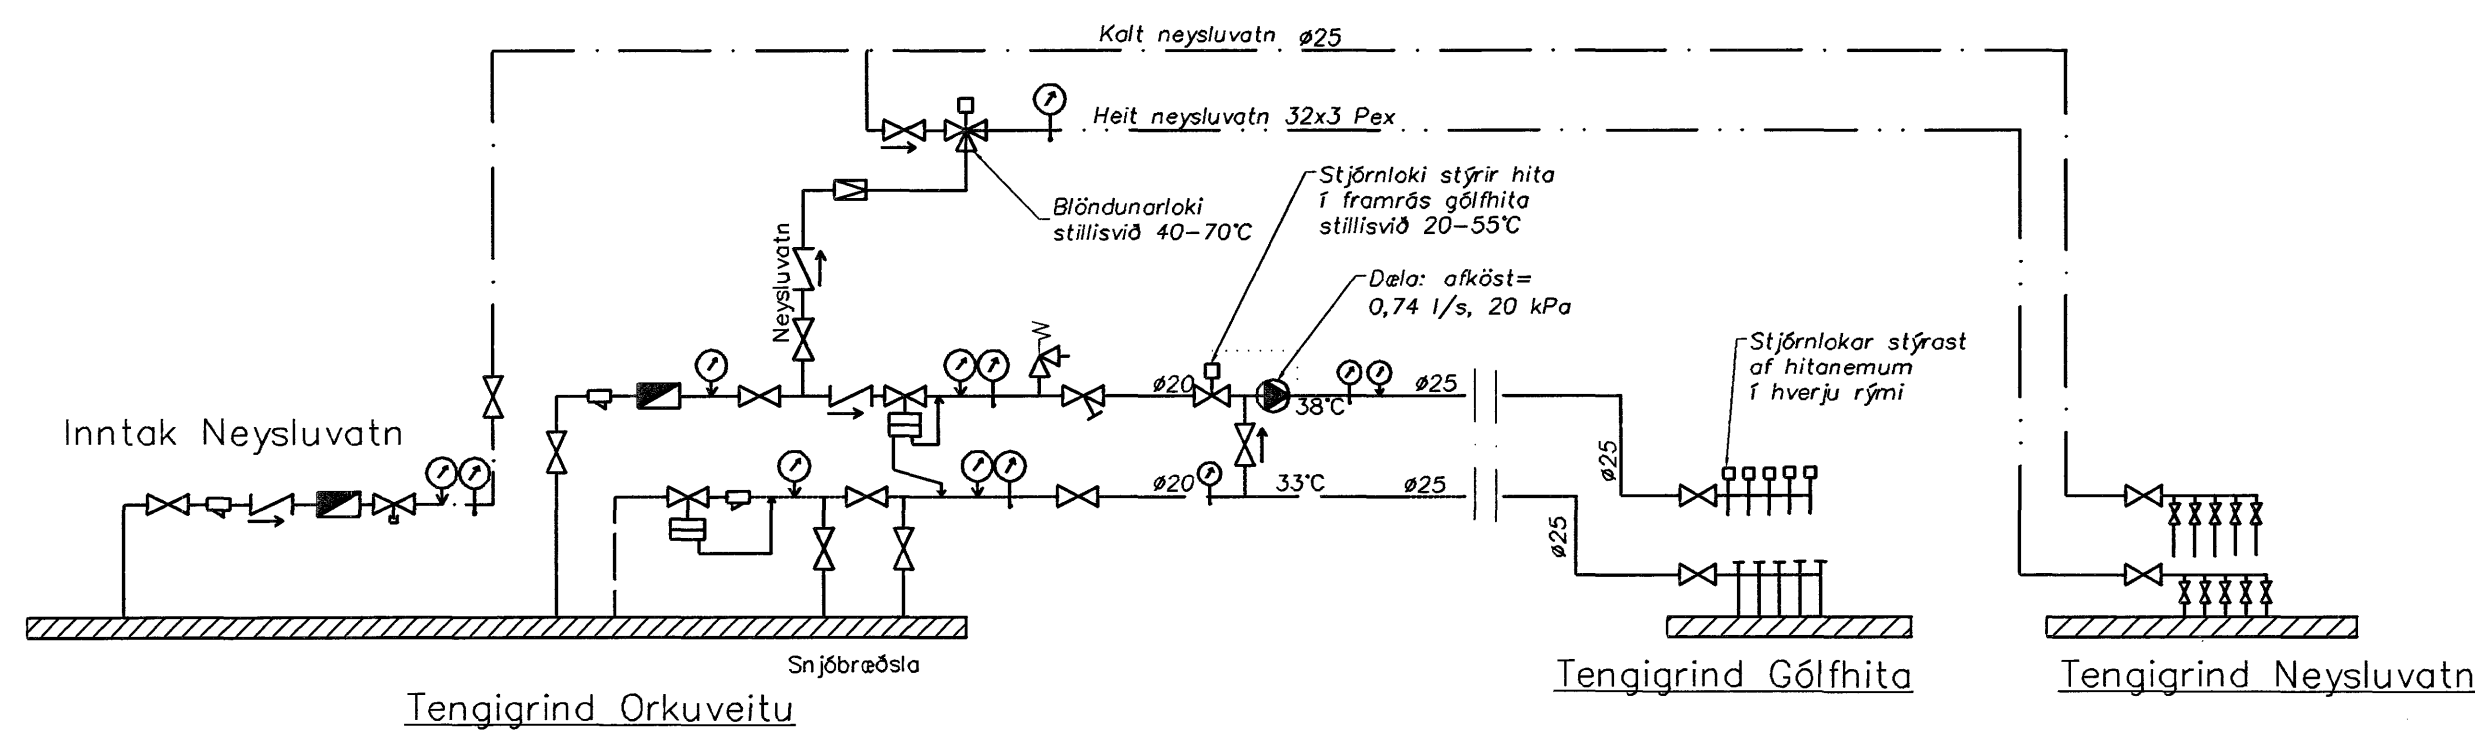 Kalt neysluvatn ø25
Heit neysluvatn 32x3 Pex
Stjórnloki stýrir hita
í framrás gólfhita
stillisvið 20-55°C
Blöndunarloki
stillisvið 40-70°C
Neysluvatn
Dæla: afköst=
0,74 l/s, 20 kPa
Stjórnlokar stýrast
af hitanemum
í hverju rými
ø20
38°C
ø25
Inntak Neysluvatn
ø25
ø20
33°C
ø25
ø25
Snjóbræðsla
Tengigrind Orkuveitu
Tengigrind Gólfhita
Tengigrind Neysluvatn